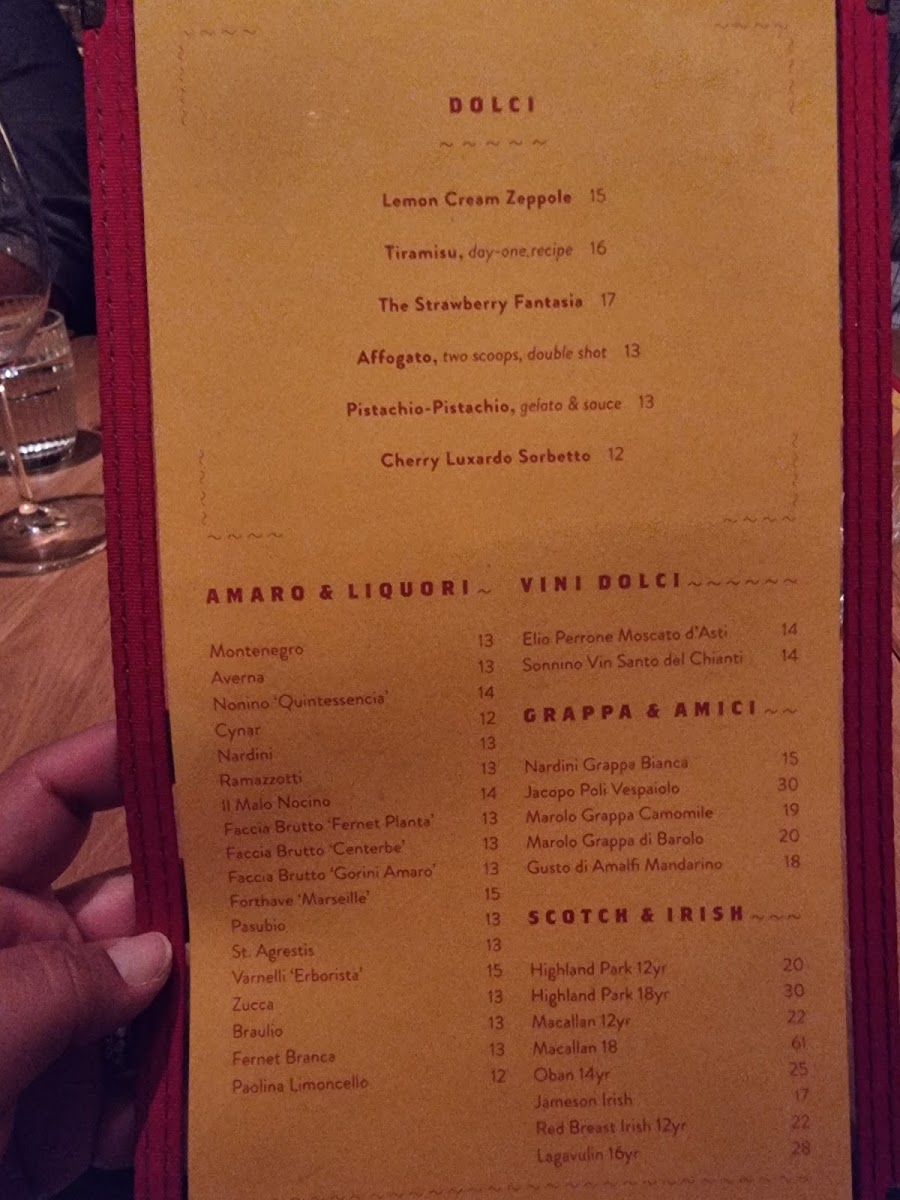 DOLCI
~~~~~
Lemon Cream Zeppole 15
Tiramisu, day-one recipe 16
The Strawberry Fantasia 17
Affogato, two scoops, double shot 13
Pistachio-Pistachio, gelato & sauce 13
Cherry Luxardo Sorbetto 12
AMARO & LIQUORI~
Montenegro 13
Averna 13
Nonino ‘Quintessencia’ 14
Cynar 12
Nardini 13
Ramazzotti 13
Il Malo Nocino 14
Faccia Brutto ‘Fernet Planta’ 13
Faccia Brutto ‘Centerbe’ 13
Faccia Brutto ‘Gorini Amaro’ 13
Forthave ‘Marseille’ 15
Pasubio 13
St. Agrestis 13
Varnelli ‘Erborista’ 15
Zucca 13
Braulio 13
Fernet Branca 13
Paolina Limoncello 12
VINI DOLCI~~~~~~
Elio Perrone Moscato d’Asti 14
Sonnino Vin Santo del Chianti 14
GRAPPA & AMICI~~
Nardini Grappa Bianca 15
Jacopo Poli Vespaiolo 30
Marolo Grappa Camomile 19
Marolo Grappa di Barolo 20
Gusto di Amalfi Mandarino 18
SCOTCH & IRISH~~~
Highland Park 12yr 20
Highland Park 18yr 30
Macallan 12yr 22
Macallan 18 61
Oban 14yr 25
Jameson Irish 17
Red Breast Irish 12yr 22
Lagavulin 16yr 28